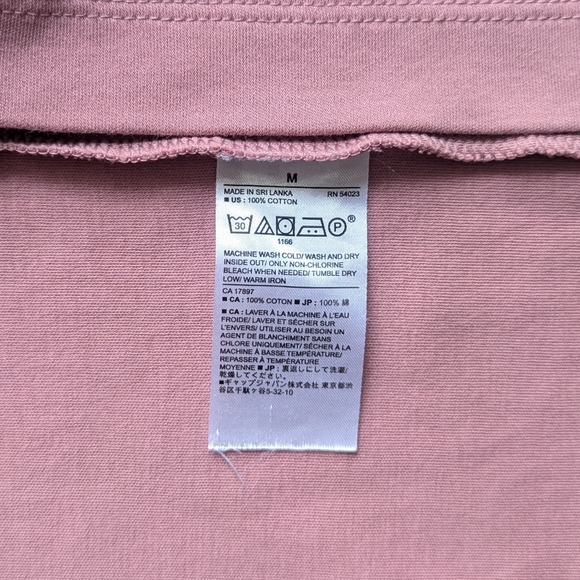 M
MADE IN SRI LANKA RN 54023
■ US : 100% COTTON
30 P ®
1166
MACHINE WASH COLD/ WASH AND DRY
INSIDE OUT/ ONLY NON-CHLORINE
BLEACH WHEN NEEDED/ TUMBLE DRY
LOW/ WARM IRON
CA 17897
■ CA : 100% COTON ■ JP : 100% 綿
■ CA : LAVER À LA MACHINE À L'EAU
FROIDE/ LAVER ET SÉCHER SUR
L'ENVERS/ UTILISER AU BESOIN UN
AGENT DE BLANCHIMENT SANS
CHLORE UNIQUEMENT/ SÉCHER À LA
MACHINE À BASSE TEMPÉRATURE/
REPASSER À TEMPÉRATURE
MOYENNE ■ JP : 裏返しにして洗濯/
乾燥してください。
■ギャップジャパン株式会社 東京都渋
谷区千駄ヶ谷5-32-10